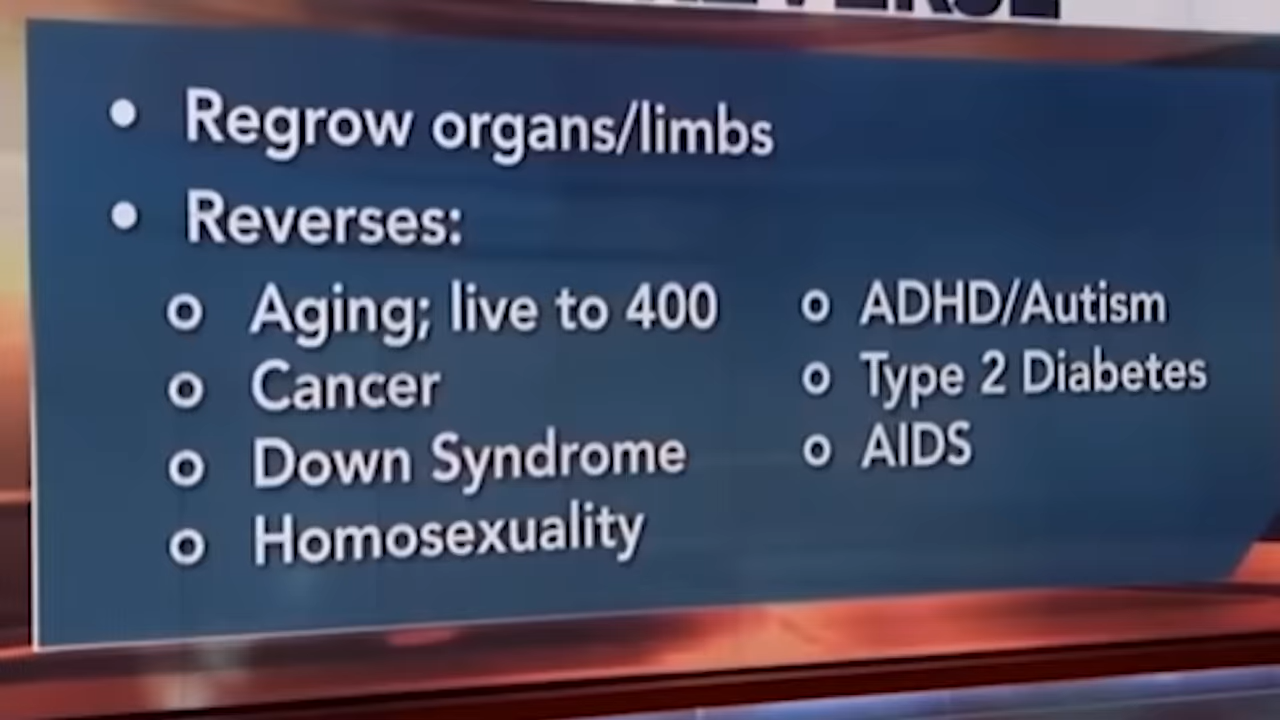 • Regrow organs/limbs
• Reverses:
o Aging; live to 400
o Cancer
o Down Syndrome
o Homosexuality
o ADHD/Autism
o Type 2 Diabetes
o AIDS